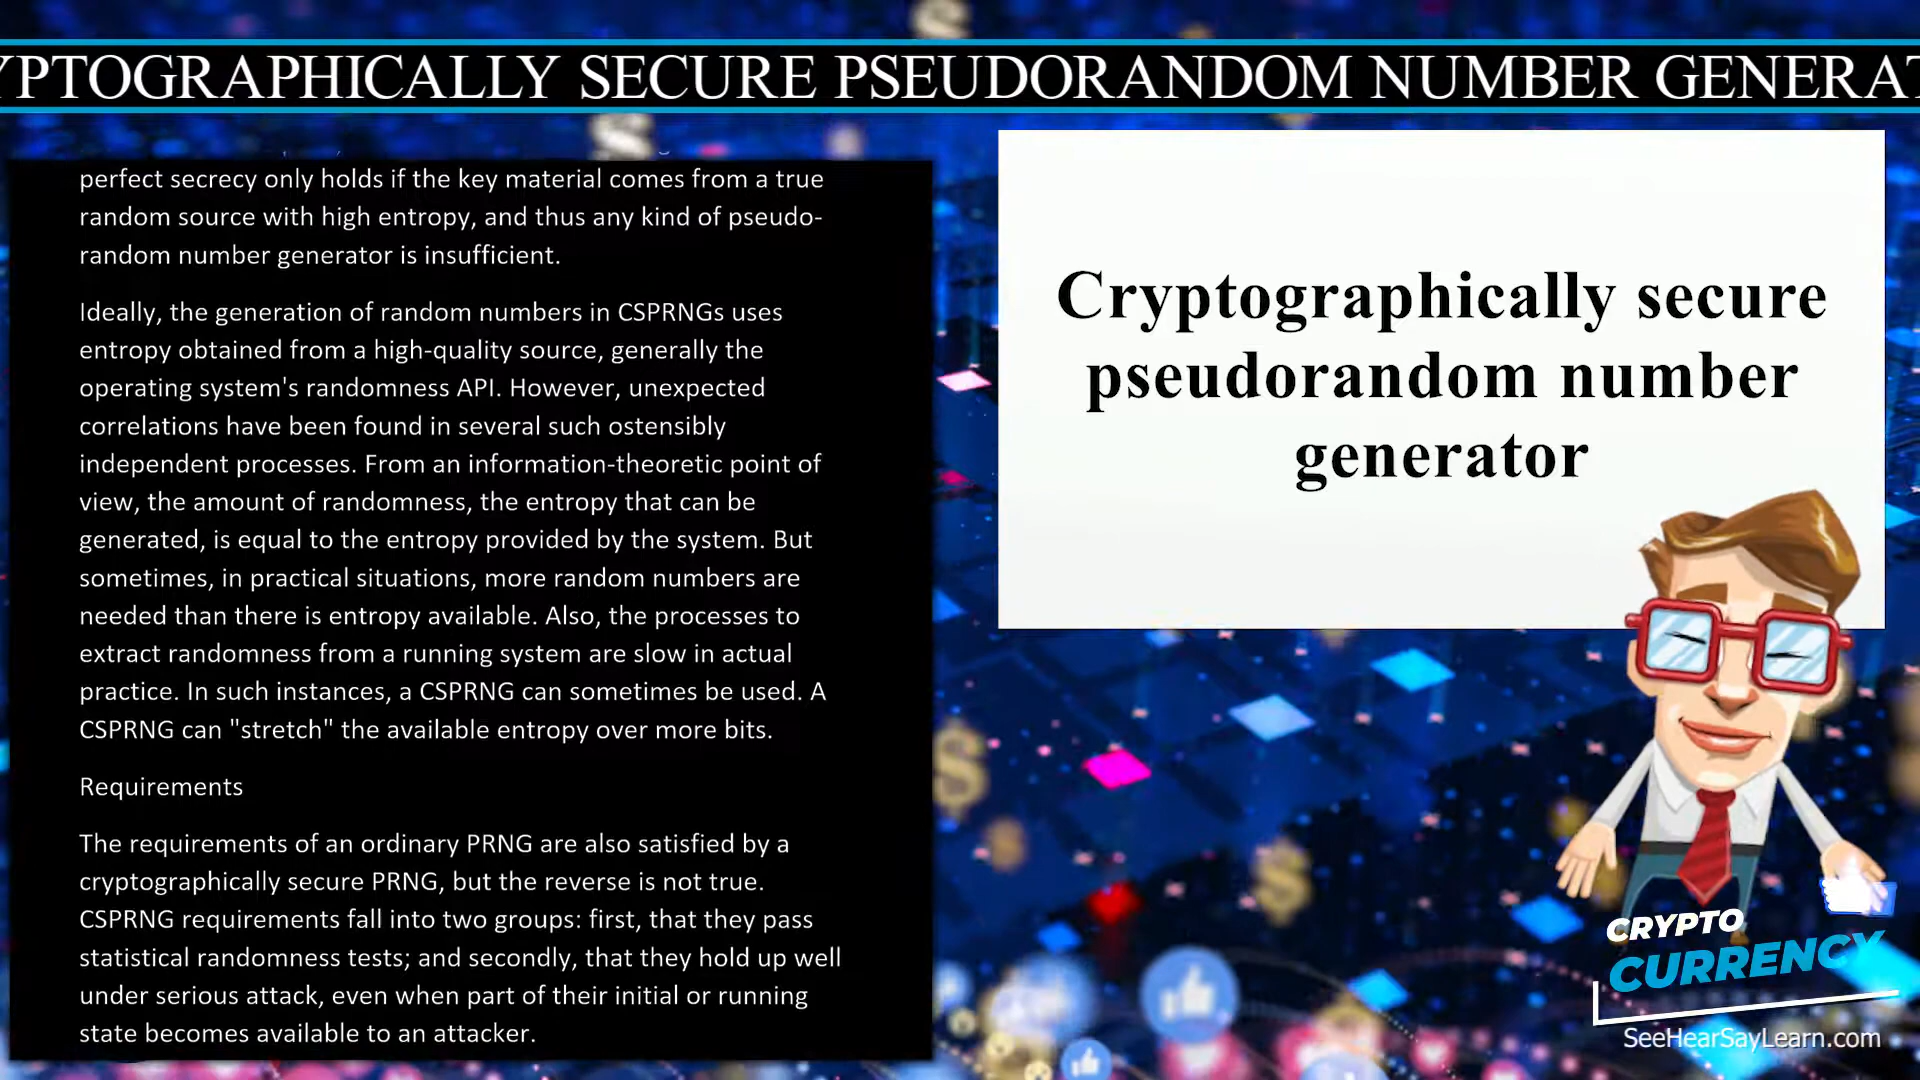 YPTOGRAPHICALLY SECURE PSEUDORANDOM NUMBER GENERAT
perfect secrecy only holds if the key material comes from a true
random source with high entropy, and thus any kind of pseudo-
random number generator is insufficient.
Ideally, the generation of random numbers in CSPRNGs uses
entropy obtained from a high-quality source, generally the
operating system's randomness API. However, unexpected
correlations have been found in several such ostensibly
independent processes. From an information-theoretic point of
view, the amount of randomness, the entropy that can be
generated, is equal to the entropy provided by the system. But
sometimes, in practical situations, more random numbers are
needed than there is entropy available. Also, the processes to
extract randomness from a running system are slow in actual
practice. In such instances, a CSPRNG can sometimes be used. A
CSPRNG can "stretch" the available entropy over more bits.
Requirements
The requirements of an ordinary PRNG are also satisfied by a
cryptographically secure PRNG, but the reverse is not true.
CSPRNG requirements fall into two groups: first, that they pass
statistical randomness tests; and secondly, that they hold up well
under serious attack, even when part of their initial or running
state becomes available to an attacker.
Cryptographically secure
pseudorandom number
generator
CRYPTO
CURRENCY
SeeHearSayLearn.com